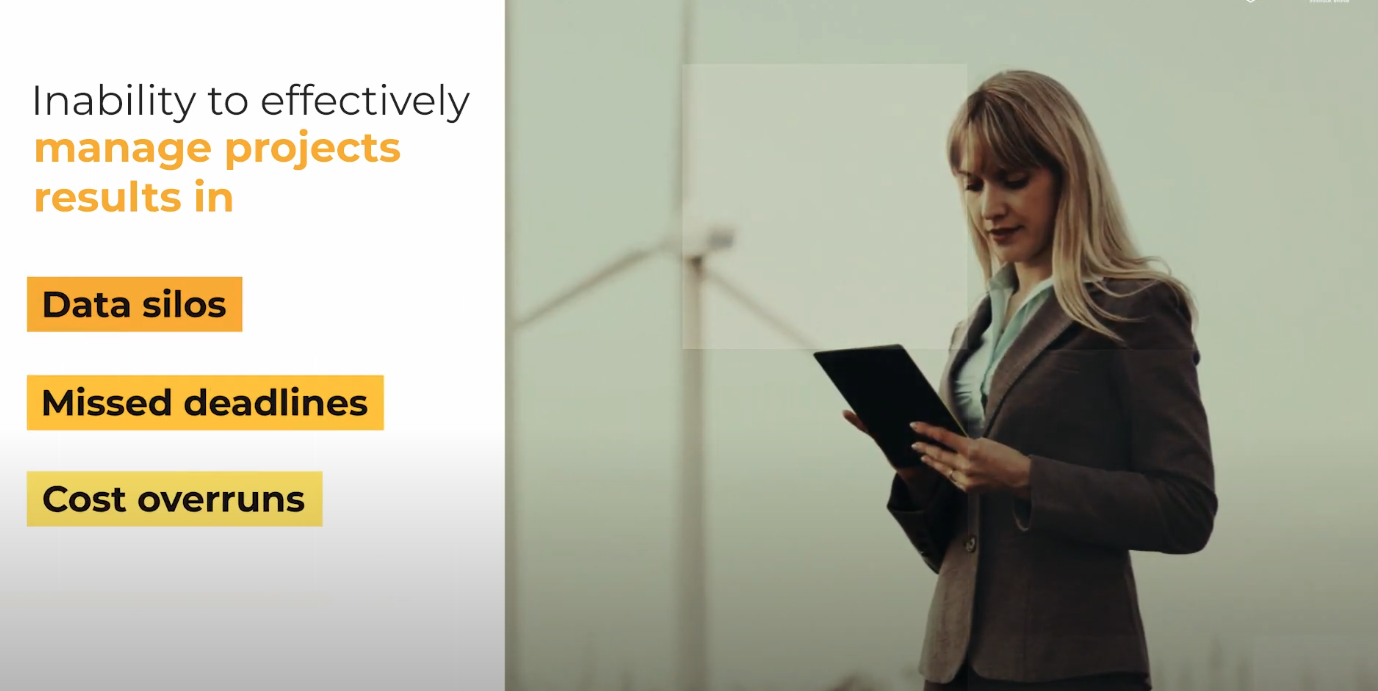 Inability to effectively
manage projects
results in
Data silos
Missed deadlines
Cost overruns